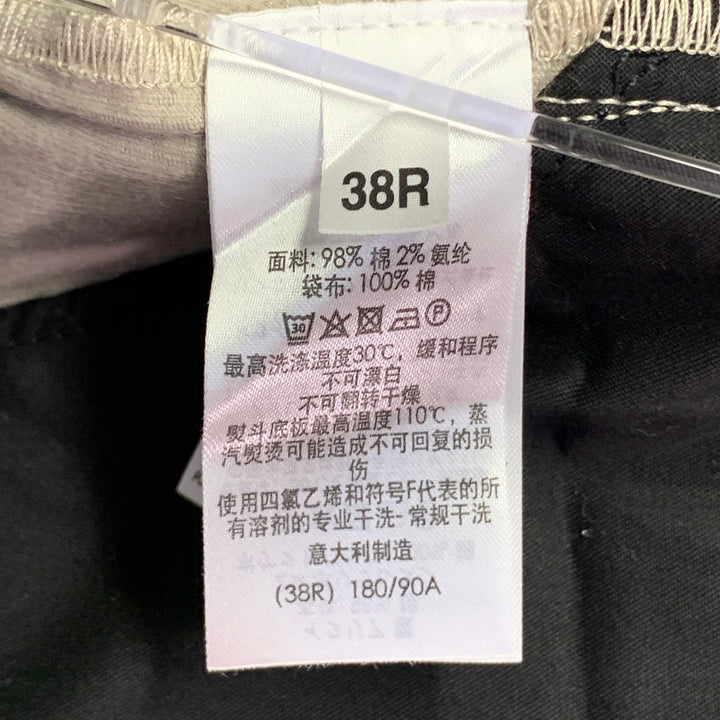 38R
面料: 98% 棉 2% 氨纶
袋布: 100% 棉
30 P
最高洗涤温度30℃，缓和程序
不可漂白
不可翻转干燥
熨斗底板最高温度110℃，蒸
汽熨烫可能造成不可回复的损
伤
使用四氯乙烯和符号F代表的所
有溶剂的专业干洗- 常规干洗
意大利制造
(38R) 180/90A